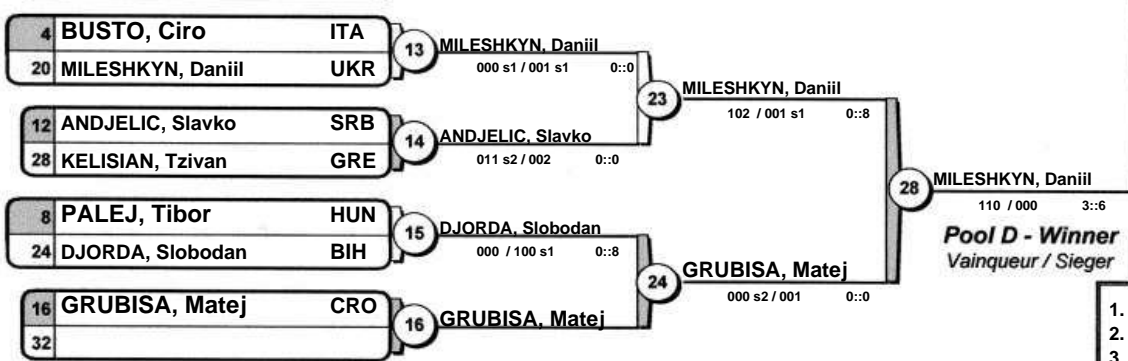 4 BUSTO, Ciro ITA
20 MILESHKYN, Daniil UKR
13
MILESHKYN, Daniil
000 s1 / 001 s1 0::0
12 ANDJELIC, Slavko SRB
28 KELISIAN, Tzivan GRE
14
ANDJELIC, Slavko
011 s2 / 002 0::0
23
MILESHKYN, Daniil
102 / 001 s1 0::8
8 PALEJ, Tibor HUN
24 DJORDA, Slobodan BIH
15
DJORDA, Slobodan
000 / 100 s1 0::8
16 GRUBISA, Matej CRO
32
16
GRUBISA, Matej
24
GRUBISA, Matej
000 s2 / 001 0::0
28
MILESHKYN, Daniil
110 / 000 3::6
Pool D - Winner
Vainqueur / Sieger
1.
2.
3